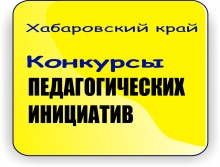 Хабаровский край
Конкурсы
ПЕДАГОГИЧЕСКИХ
ИНИЦИАТИВ